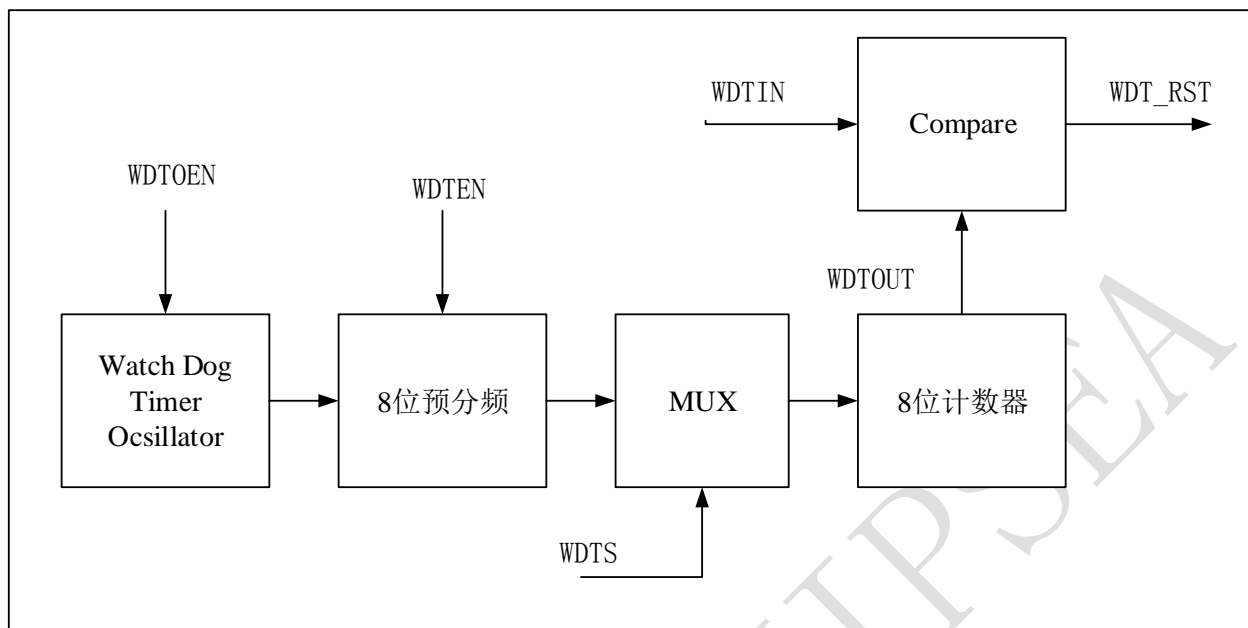 WDTIN
WDT_RST
Compare
WDTOEN
WDTEN
WDTOUT
Watch Dog
Timer
Ocsillator
8位预分频
MUX
8位计数器
WDTS
IPSEA